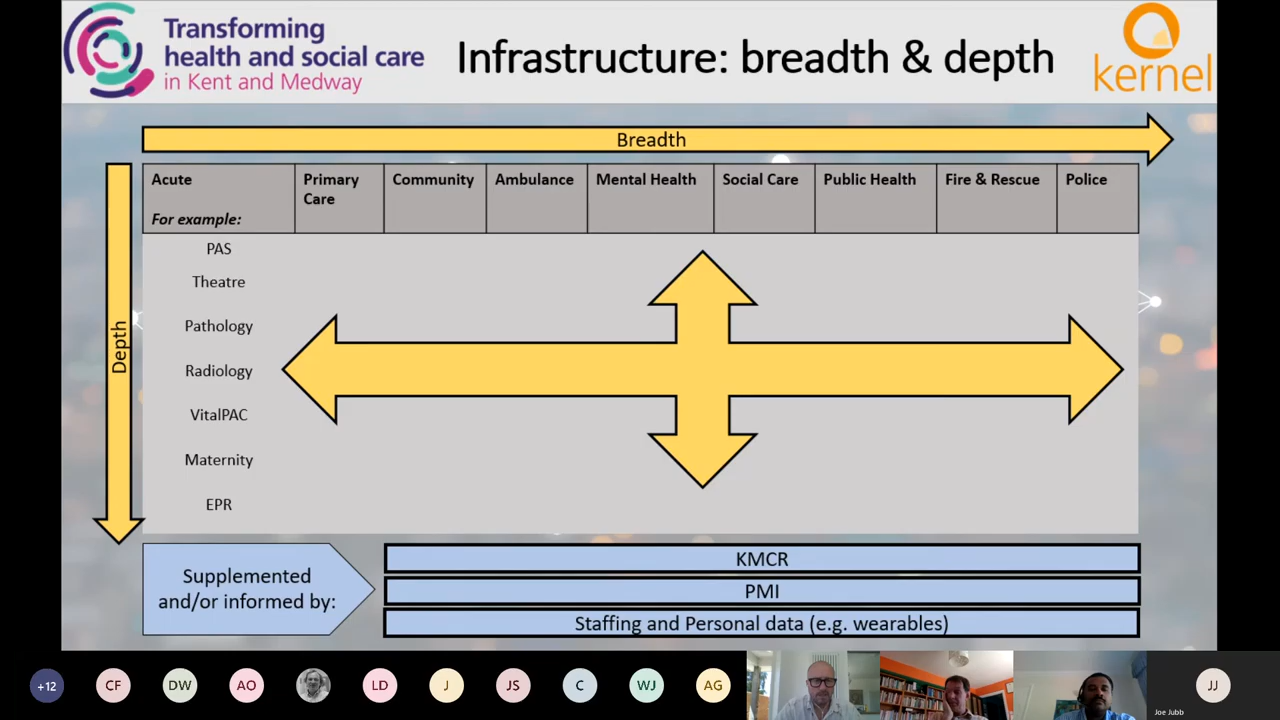 Transforming
health and social care
in Kent and Medway
Infrastructure: breadth & depth
kernel
Breadth
Depth
Acute
For example:
Primary
Care
Community
Ambulance
Mental Health
Social Care
Public Health
Fire & Rescue
Police
PAS
Theatre
Pathology
Radiology
VitalPAC
Maternity
EPR
Supplemented
and/or informed by:
KMCR
PMI
Staffing and Personal data (e.g. wearables)
+12
CF
DW
AO
LD
J
JS
C
WJ
AG
JJ
Joe Jubb